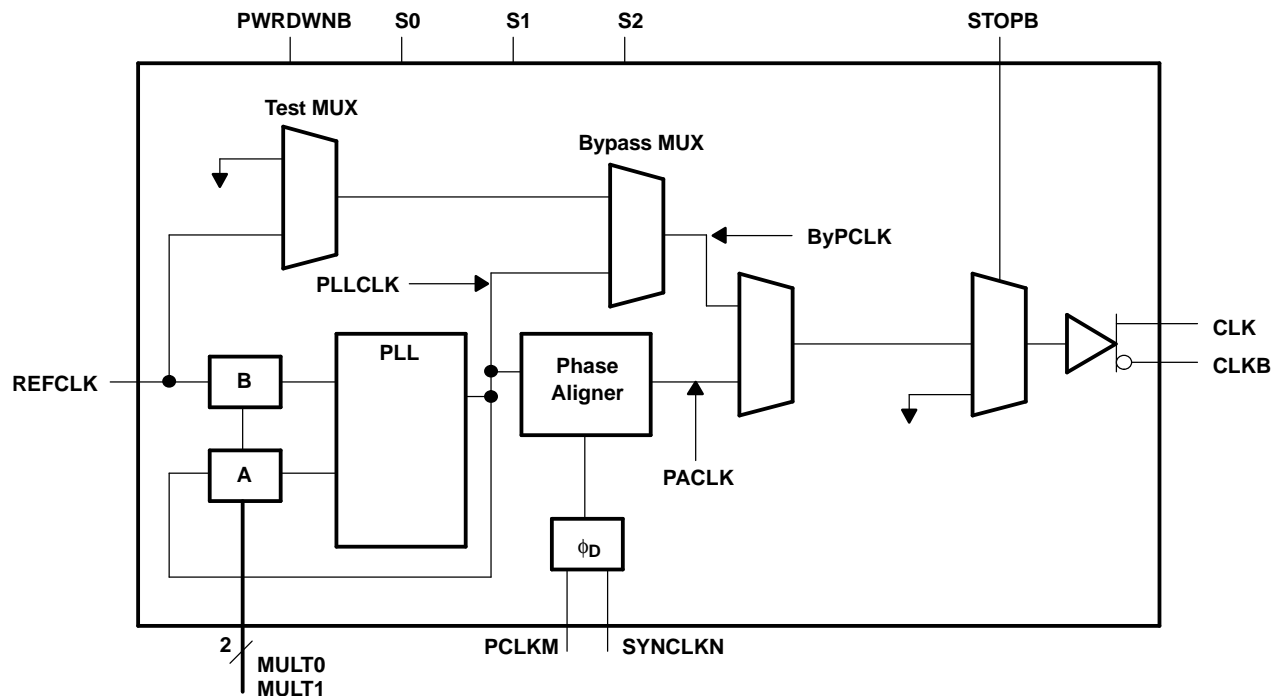 PWRDWNB S0 S1 S2 STOPB
Test MUX
Bypass MUX
ByPCLK
PLLCLK
PLL
CLK
Phase
Aligner
REFCLK
B
CLKB
A
PACLK
ϕD
2
PCLKM SYNCLKN
MULT0
MULT1